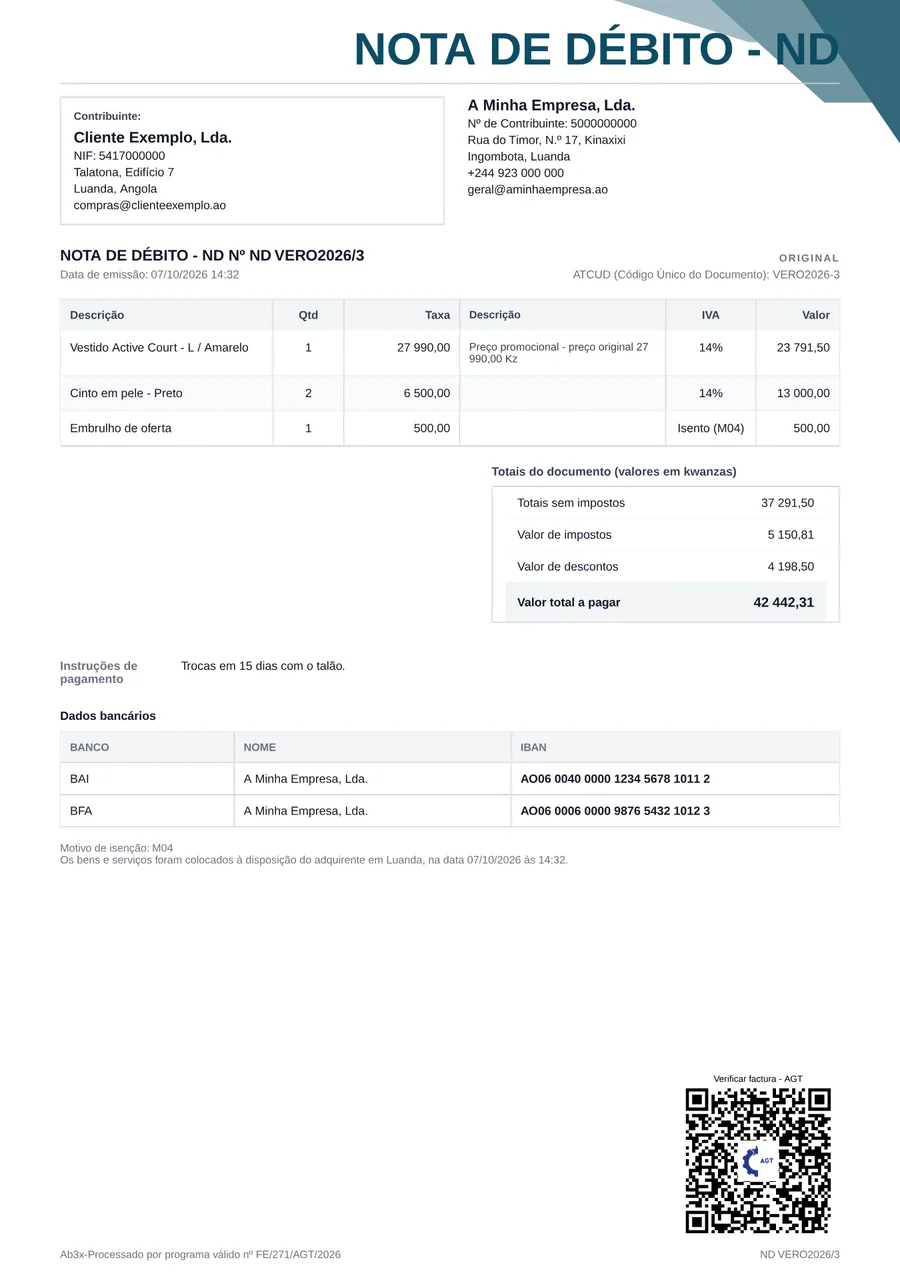 NOTA DE DÉBITO - ND
Contribuinte:
Cliente Exemplo, Lda.
NIF: 5417000000
Talatona, Edifício 7
Luanda, Angola
compras@clienteexemplo.ao
A Minha Empresa, Lda.
Nº de Contribuinte: 5000000000
Rua do Timor, N.º 17, Kinaxixi
Ingombota, Luanda
+244 923 000 000
geral@aminhaempresa.ao
NOTA DE DÉBITO - ND Nº ND VERO2026/3
Data de emissão: 07/10/2026 14:32
ORIGINAL
ATCUD (Código Único do Documento): VERO2026-3
Descrição Qtd Taxa Descrição IVA Valor
Vestido Active Court - L / Amarelo 1 27 990,00 Preço promocional - preço original 27 990,00 Kz 14% 23 791,50
Cinto em pele - Preto 2 6 500,00 14% 13 000,00
Embrulho de oferta 1 500,00 Isento (M04) 500,00
Totais do documento (valores em kwanzas)
Totais sem impostos 37 291,50
Valor de impostos 5 150,81
Valor de descontos 4 198,50
Valor total a pagar 42 442,31
Instruções de pagamento Trocas em 15 dias com o talão.
Dados bancários
BANCO NOME IBAN
BAI A Minha Empresa, Lda. AO06 0040 0000 1234 5678 1011 2
BFA A Minha Empresa, Lda. AO06 0006 0000 9876 5432 1012 3
Motivo de isenção: M04
Os bens e serviços foram colocados à disposição do adquirente em Luanda, na data 07/10/2026 às 14:32.
Verificar factura - AGT
AGT
Ab3x-Processado por programa válido nº FE/271/AGT/2026
ND VERO2026/3